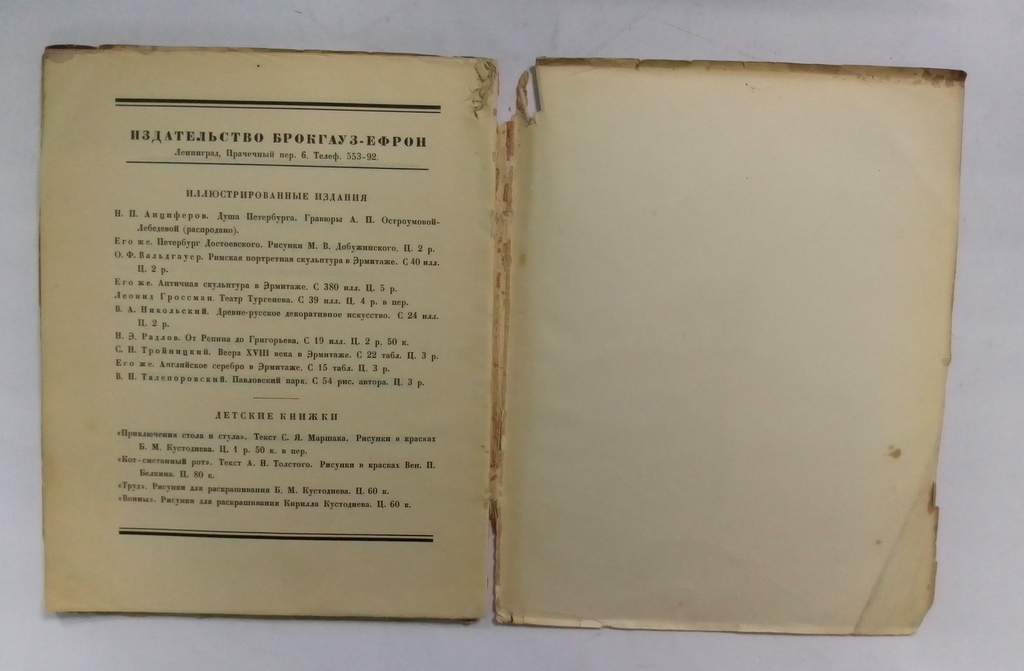 ИЗДАТЕЛЬСТВО БРОКГАУЗ-ЕФРОН
Ленинград, Прачечный пер. 6. Телеф. 553-92.
ИЛЛЮСТРИРОВАННЫЕ ИЗДАНИЯ
Н. П. Анциферов. Душа Петербурга. Гравюры А. П. Остроумовой-
Лебедевой (распродано).
Его же. Петербург Достоевского. Рисунки М. В. Добужинского. Ц. 2 р.
О. Ф. Вальдгауер. Римская портретная скульптура в Эрмитаже. С 40 илл.
Ц. 2 р.
Его же. Античная скульптура в Эрмитаже. С 380 илл. Ц. 5 р.
Леонид Гроссман. Театр Тургенева. С 39 илл. Ц. 4 р. в пер.
В. А. Никольский. Древне-русское декоративное искусство. С 24 илл.
Ц. 2 р.
Н. Э. Радлов. От Репина до Григорьева. С 19 илл. Ц. 2 р. 50 к.
С. Н. Тройницкий. Веера XVIII века в Эрмитаже. С 22 табл. Ц. 3 р.
Его же. Английское серебро в Эрмитаже. С 15 табл. Ц. 3 р.
В. Н. Талепоровский. Павловский парк. С 54 рис. автора. Ц. 3 р.
ДЕТСКИЕ КНИЖКИ
«Приключения стола и стула». Текст С. Я. Маршака. Рисунки в красках
Б. М. Кустодиева. Ц. 1 р. 50 к. в пер.
«Кот-сметанный рот». Текст А. Н. Толстого. Рисунки в красках Вен. П.
Белкина. Ц. 80 к.
«Труд». Рисунки для раскрашивания Б. М. Кустодиева. Ц. 60 к.
«Воины». Рисунки для раскрашивания Кирилла Кустодиева. Ц. 60 к.